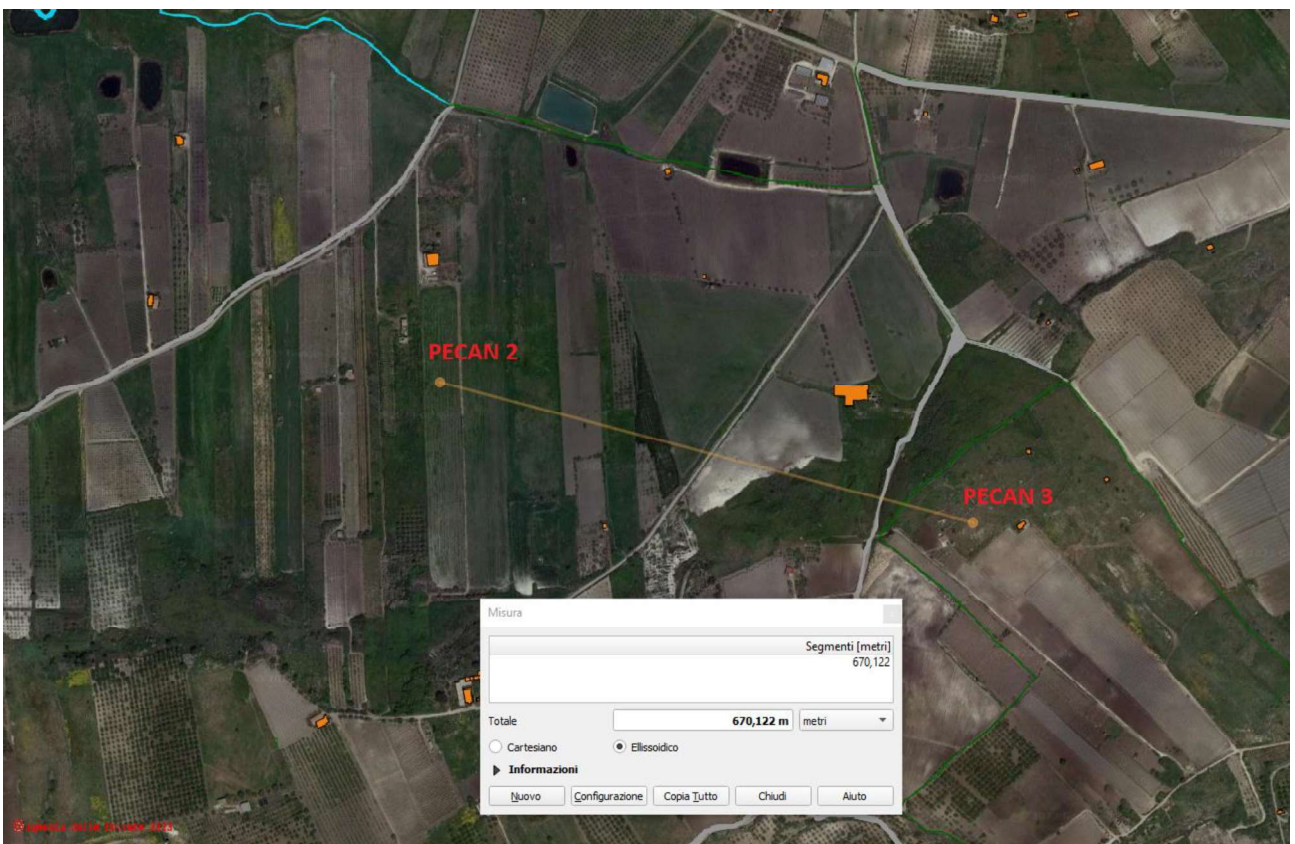 PECAN 2
PECAN 3
Misura
Segmenti [metri]
670,122
Totale
670,122 m
metri
Cartesiano
Ellissoidico
Informazioni
Nuovo
Configurazione
Copia Tutto
Chiudi
Aiuto